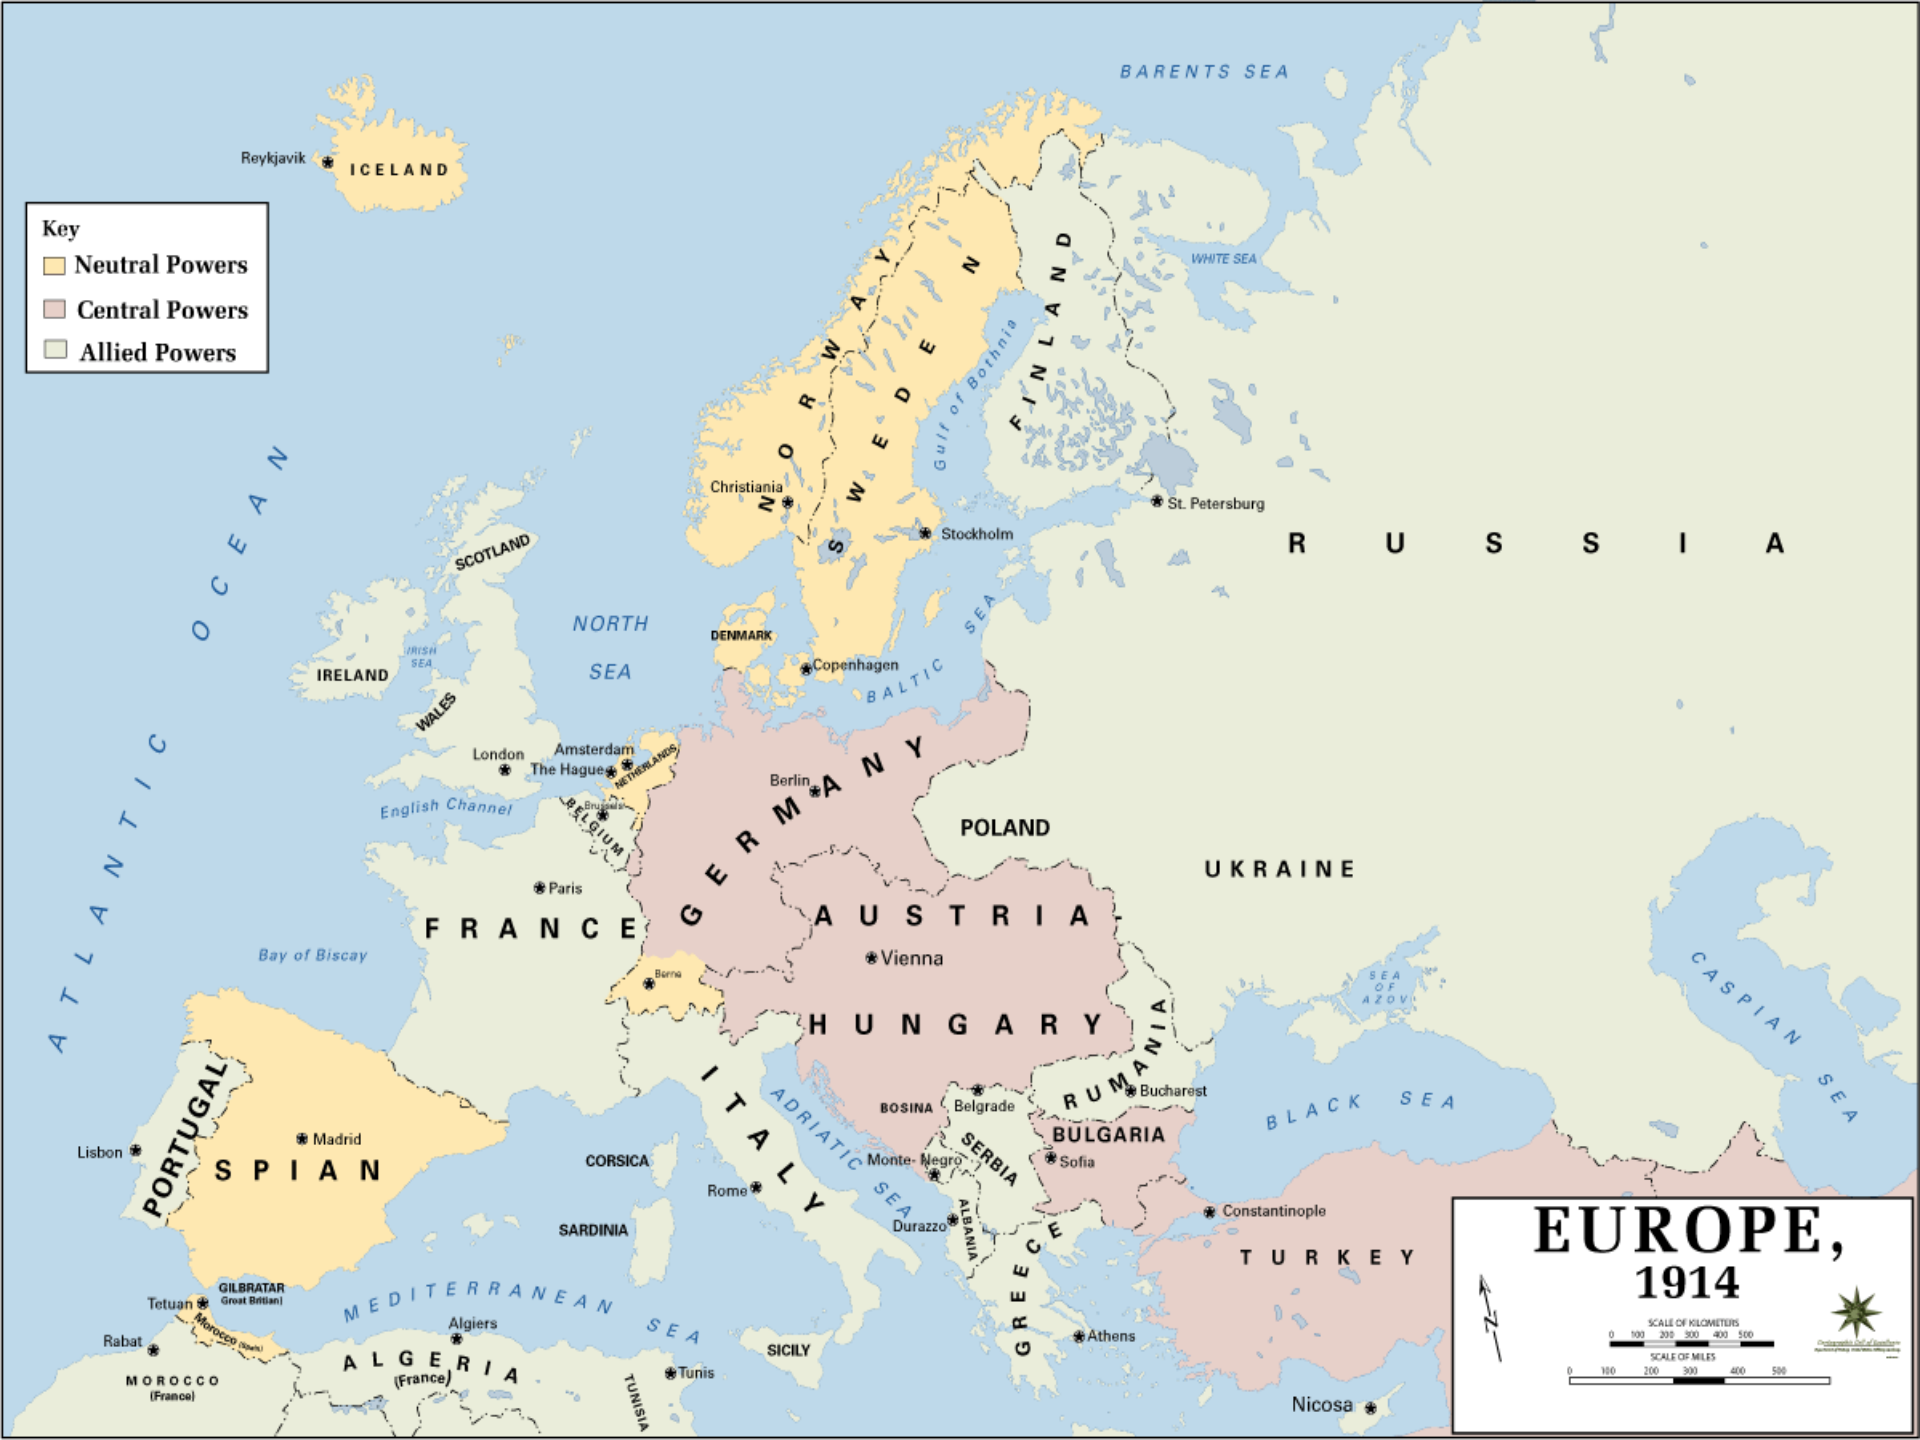 BARENTS SEA
Reykjavik
ICELAND
Key
Neutral Powers
Central Powers
Allied Powers
WHITE SEA
NORWAY
SWEDEN
FINLAND
Gulf of Bothnia
Christiania
Stockholm
St. Petersburg
RUSSIA
ATLANTIC OCEAN
SCOTLAND
NORTH
SEA
IRISH
SEA
IRELAND
WALES
DENMARK
Copenhagen
BALTIC SEA
London
Amsterdam
The Hague
NETHERLANDS
English Channel
Brussels
BELGIUM
Berlin
GERMANY
POLAND
UKRAINE
Paris
FRANCE
AUSTRIA-
Vienna
HUNGARY
Bay of Biscay
Berne
SEA
OF
AZOV
CASPIAN SEA
RUMANIA
Bucharest
ITALY
ADRIATIC SEA
BOSINA
Belgrade
BLACK SEA
PORTUGAL
Lisbon
Madrid
SPIAN
CORSICA
SARDINIA
Rome
SERBIA
Monte-Negro
BULGARIA
Sofia
Durazzo
ALBANIA
GREECE
Constantinople
TURKEY
GILBRATAR
Great Britian)
Tetuan
Morocco (Spain)
MEDITERRANEAN SEA
Rabat
MOROCCO
(France)
Algiers
ALGERIA
(France)
Tunis
TUNISIA
SICILY
Athens
Nicosa
EUROPE,
1914
N
SCALE OF KILOMETERS
0 100 200 300 400 500
SCALE OF MILES
0 100 200 300 400 500